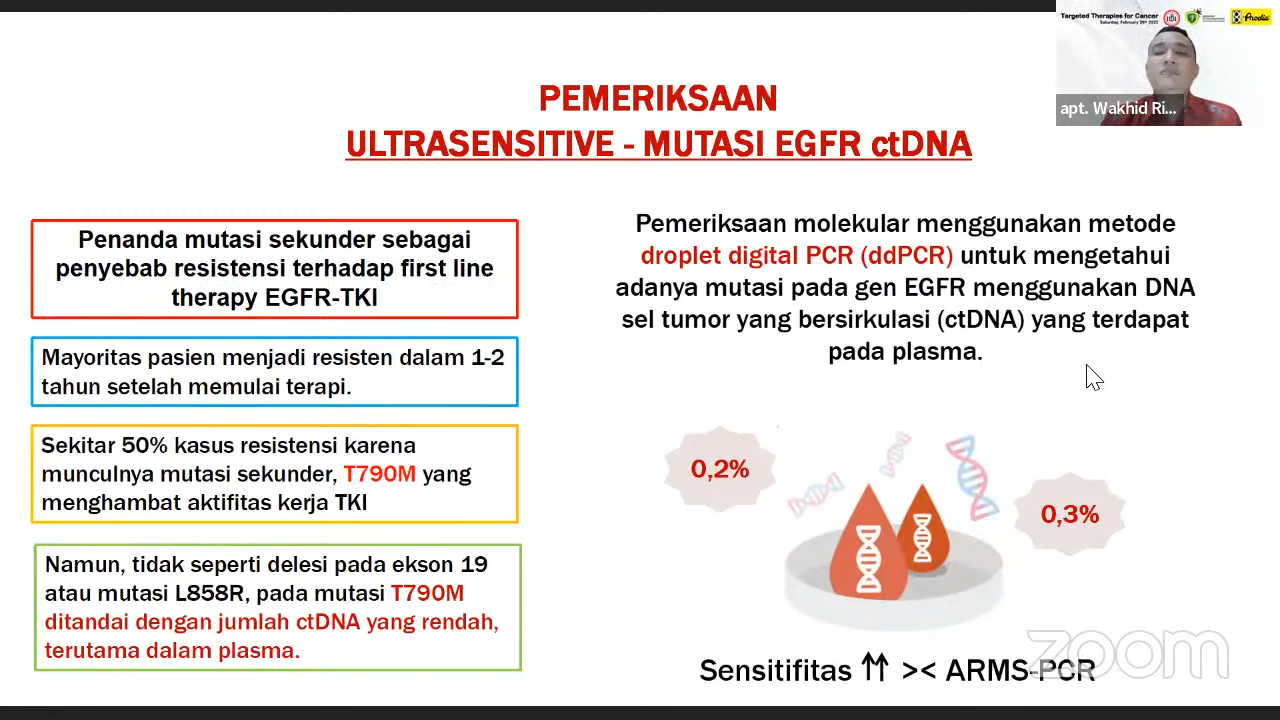 Targeted Therapies for Cancer
Prodia
apt. Wakhid Ri...
PEMERIKSAAN
ULTRASENSITIVE - MUTASI EGFR ctDNA
Penanda mutasi sekunder sebagai
penyebab resistensi terhadap first line
therapy EGFR-TKI
Mayoritas pasien menjadi resisten dalam 1-2
tahun setelah memulai terapi.
Sekitar 50% kasus resistensi karena
munculnya mutasi sekunder, T790M yang
menghambat aktifitas kerja TKI
Namun, tidak seperti delesi pada ekson 19
atau mutasi L858R, pada mutasi T790M
ditandai dengan jumlah ctDNA yang rendah,
terutama dalam plasma.
Pemeriksaan molekular menggunakan metode
droplet digital PCR (ddPCR) untuk mengetahui
adanya mutasi pada gen EGFR menggunakan DNA
sel tumor yang bersirkulasi (ctDNA) yang terdapat
pada plasma.
0,2%
0,3%
Sensitifitas ⇈ >< ARMS-PCR
zoom